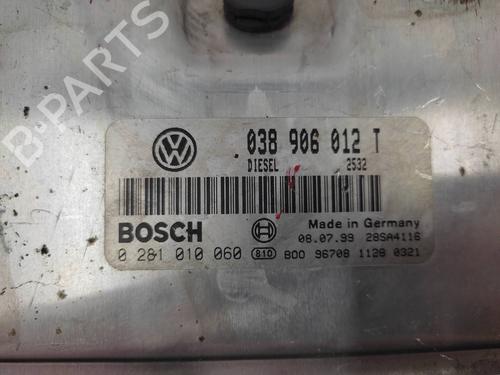 B-PARTS
038 906 012 T
DIESEL 2532
BOSCH
Made in Germany
08.07.99 28SA4116
0 281 010 060 810 800 96708 1128 0321